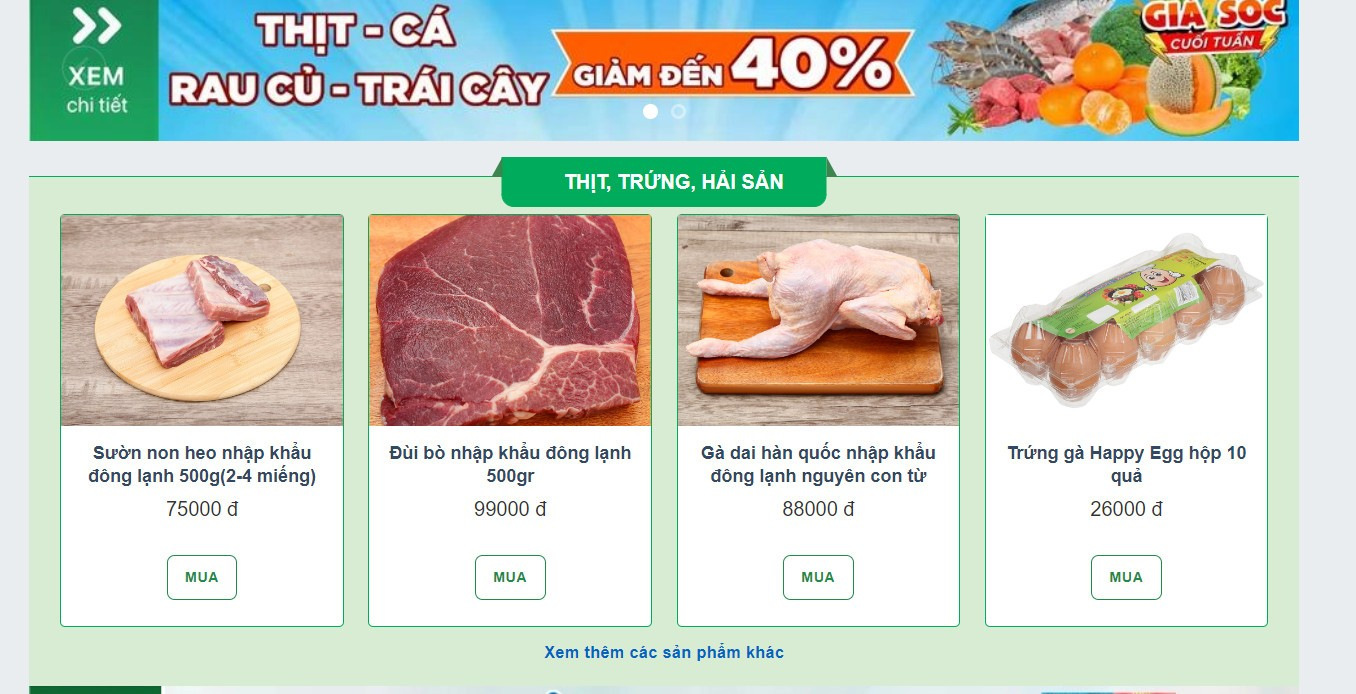 XEM
chi tiết
THỊT - CÁ
RAU CỦ - TRÁI CÂY
GIẢM ĐẾN 40%
GIÁ SỐC
CUỐI TUẦN
THỊT, TRỨNG, HẢI SẢN
Sườn non heo nhập khẩu
đông lạnh 500g(2-4 miếng)
75000 đ
MUA
Đùi bò nhập khẩu đông lạnh
500gr
99000 đ
MUA
Gà dai hàn quốc nhập khẩu
đông lạnh nguyên con từ
88000 đ
MUA
Trứng gà Happy Egg hộp 10
quả
26000 đ
MUA
Xem thêm các sản phẩm khác